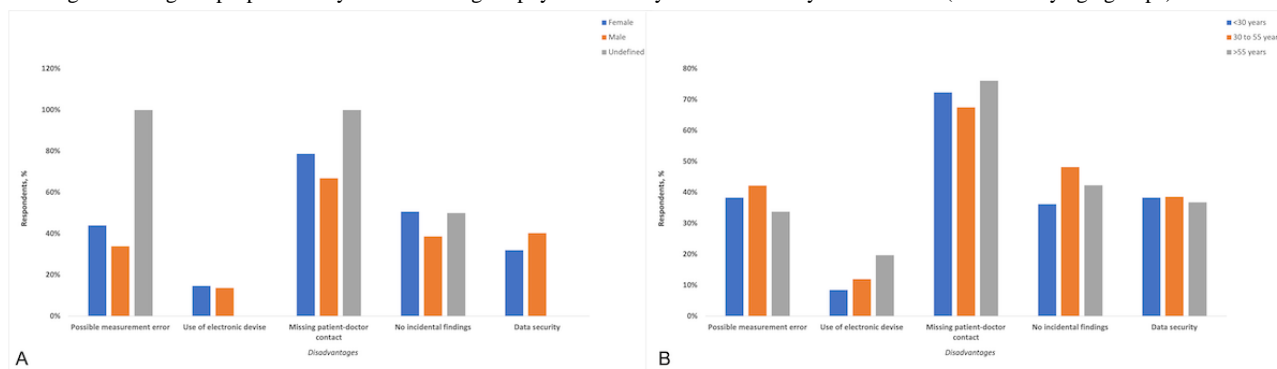 Female
Male
Undefined
120%
100%
80%
60%
40%
20%
0%
Respondents, %
Possible measurement error
Use of electronic devise
Missing patient-doctor
contact
No incidental findings
Data security
Disadvantages
A
<30 years
30 to 55 year
>55 years
80%
70%
60%
50%
40%
30%
20%
10%
0%
Respondents, %
Possible measurement error
Use of electronic devise
Missing patient-doctor
contact
No incidental findings
Data security
Disadvantages
B